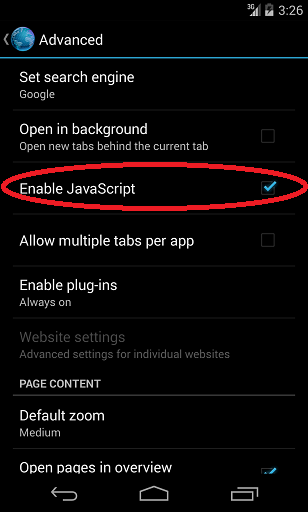 3G 3:26
Advanced
Set search engine
Google
Open in background
Open new tabs behind the current tab
Enable JavaScript
Allow multiple tabs per app
Enable plug-ins
Always on
Website settings
Advanced settings for individual websites
PAGE CONTENT
Default zoom
Medium
Open pages in overview